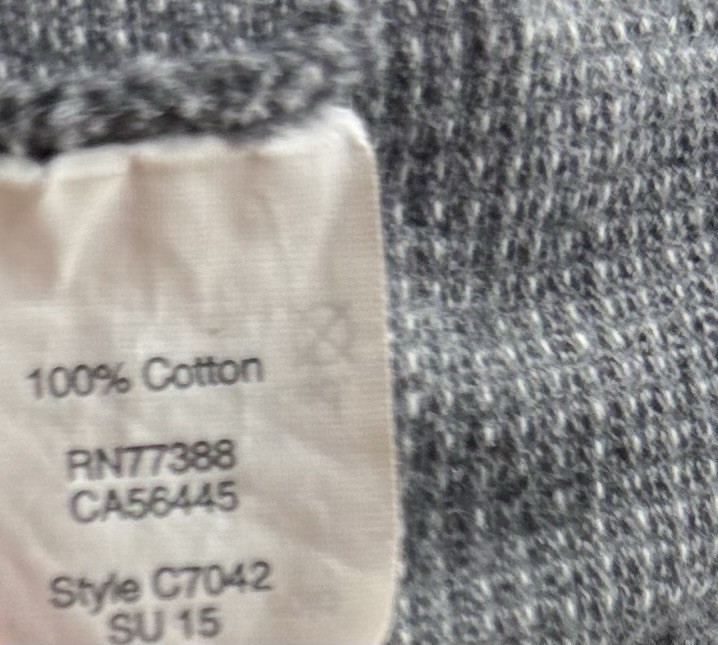 100% Cotton
RN77388
CA56445
Style C7042
SU 15